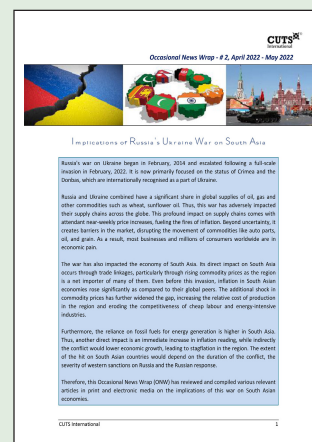 CUTS
International
Occasional News Wrap - # 2, April 2022 - May 2022
Implications of Russia's Ukraine War on South Asia
Russia's war on Ukraine began in February, 2014 and escalated following a full-scale
invasion in February, 2022. It is now primarily focused on the status of Crimea and the
Donbas, which are internationally recognised as a part of Ukraine.
Russia and Ukraine combined have a significant share in global supplies of oil, gas and
other commodities such as wheat, sunflower oil. Thus, this war has adversely impacted
their supply chains across the globe. This profound impact on supply chains comes with
attendant near-weekly price increases, fueling the fires of inflation. Beyond uncertainty, it
creates barriers in the market, disrupting the movement of commodities like auto parts,
oil, and grain. As a result, most businesses and millions of consumers worldwide are in
economic pain.
The war has also impacted the economy of South Asia. Its direct impact on South Asia
occurs through trade linkages, particularly through rising commodity prices as the region
is a net importer of many of them. Even before this invasion, inflation in South Asian
economies rose significantly as compared to their global peers. The additional shock in
commodity prices has further widened the gap, increasing the relative cost of production
in the region and eroding the competitiveness of cheap labour and energy-intensive
industries.
Furthermore, the reliance on fossil fuels for energy generation is higher in South Asia.
Thus, another direct impact is an immediate increase in inflation reading, while indirectly
the conflict would lower economic growth, leading to stagflation in the region. The extent
of the hit on South Asian countries would depend on the duration of the conflict, the
severity of western sanctions on Russia and the Russian response.
Therefore, this Occasional News Wrap (ONW) has reviewed and compiled various relevant
articles in print and electronic media on the implications of this war on South Asian
economies.
CUTS International 1